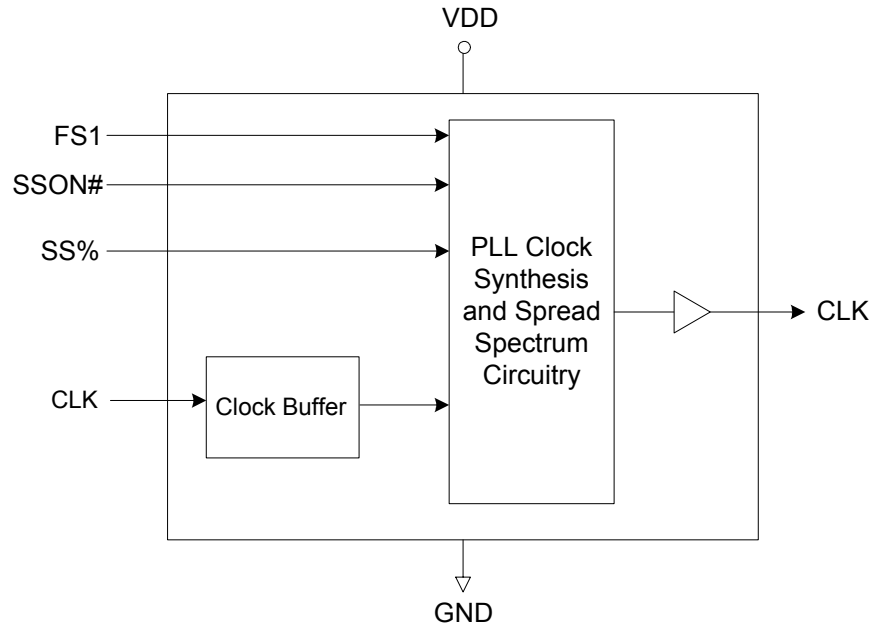 VDD
FS1
SSON#
SS%
PLL Clock
Synthesis
and Spread
Spectrum
Circuitry
CLK
CLK
Clock Buffer
GND